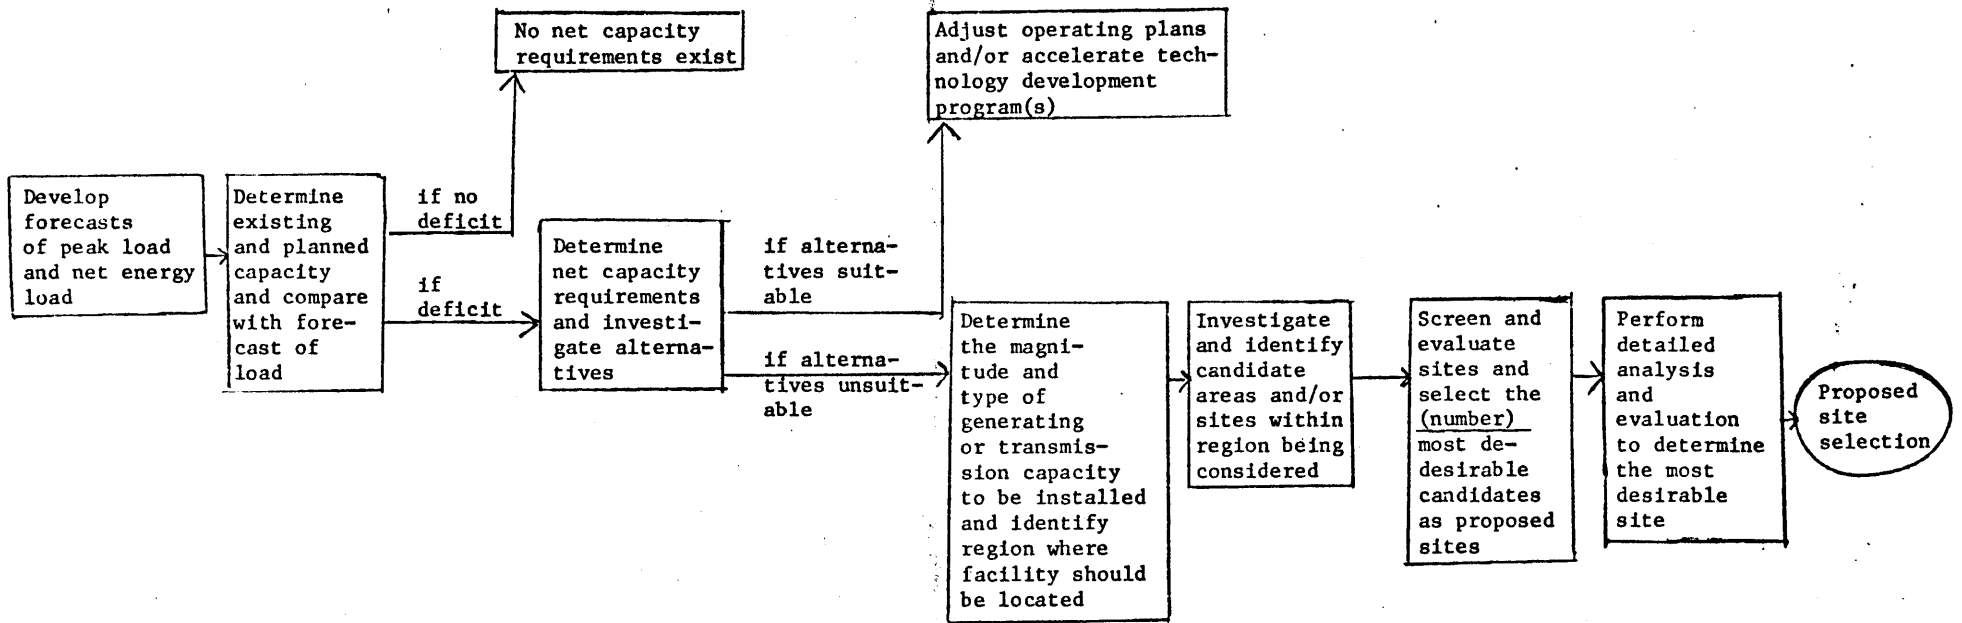 No net capacity
requirements exist
Adjust operating plans
and/or accelerate tech-
nology development
program(s)
Develop
forecasts
of peak load
and net energy
load
Determine
existing
and planned
capacity
and compare
with fore-
cast of
load
if no
deficit
if
deficit
Determine
net capacity
requirements
and investi-
gate alterna-
tives
if alterna-
tives suit-
able
if alterna-
tives unsuit-
able
Determine
the magni-
tude and
type of
generating
or transmis-
sion capacity
to be installed
and identify
region where
facility should
be located
Investigate
and identify
candidate
areas and/or
sites within
region being
considered
Screen and
evaluate
sites and
select the
(number)
most de-
desirable
candidates
as proposed
sites
Perform
detailed
analysis
and
evaluation
to determine
the most
desirable
site
Proposed
site
selection